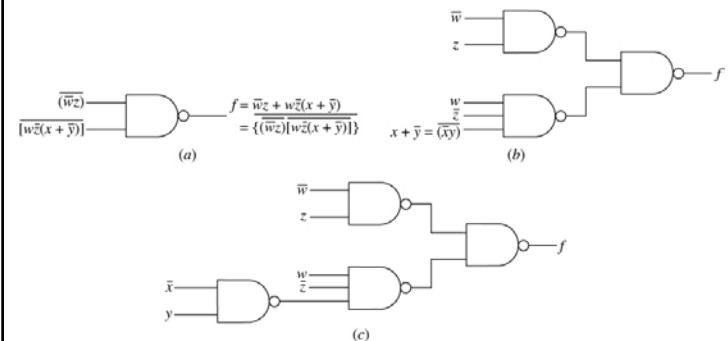 (w̅z)‾
[wz̅(x + y̅)]‾
f = w̅z + wz̅(x + y̅)
= {(w̅z)‾[wz̅(x + y̅)]‾}‾
(a)
w̅
z
w
z̅
x + y̅ = (x̅y)‾
f
(b)
w̅
z
x̅
y
w
z̅
f
(c)